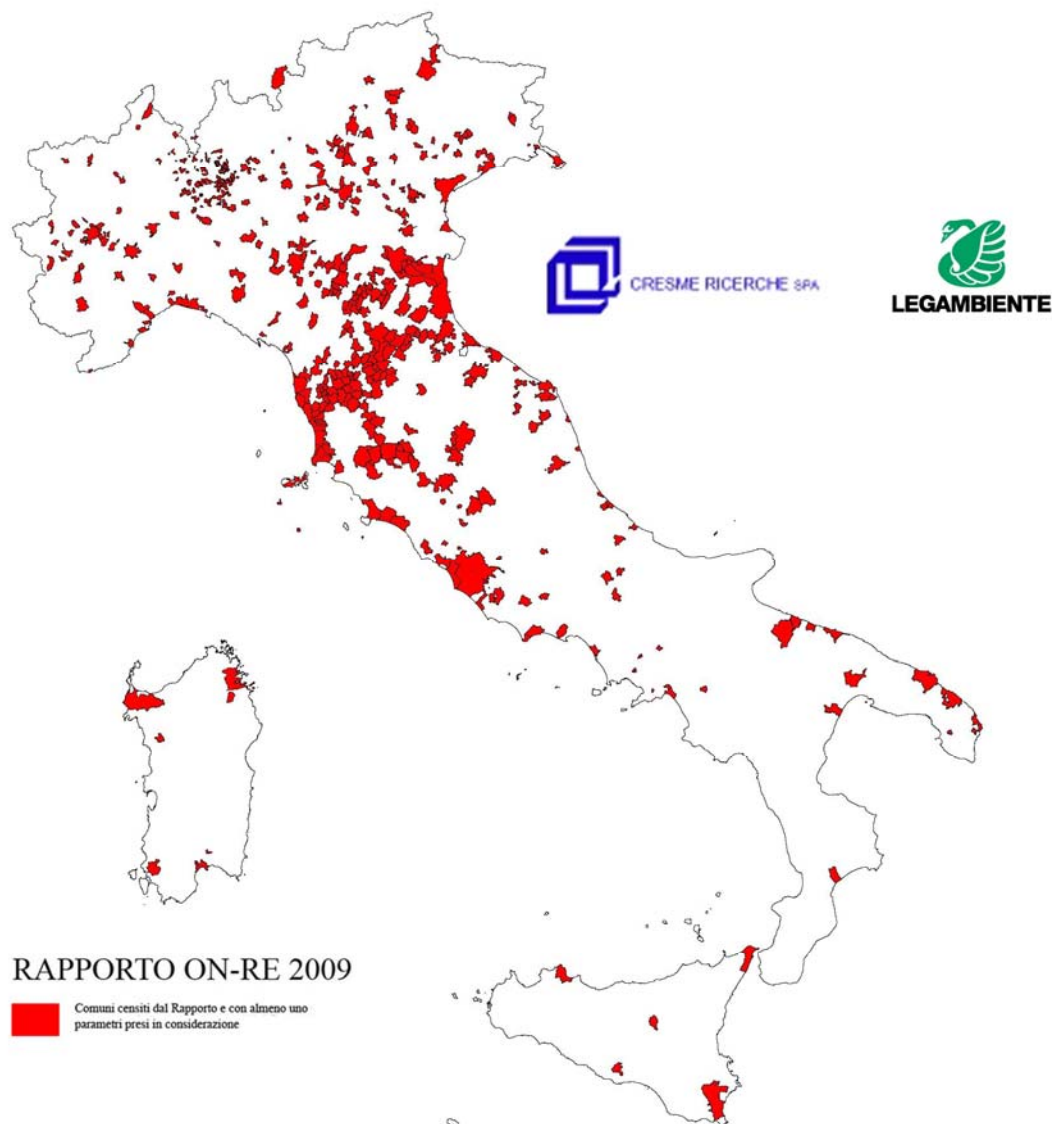 CRESME RICERCHE SPA
LEGAMBIENTE
RAPPORTO ON-RE 2009
Comuni censiti dal Rapporto e con almeno uno
parametri presi in considerazione